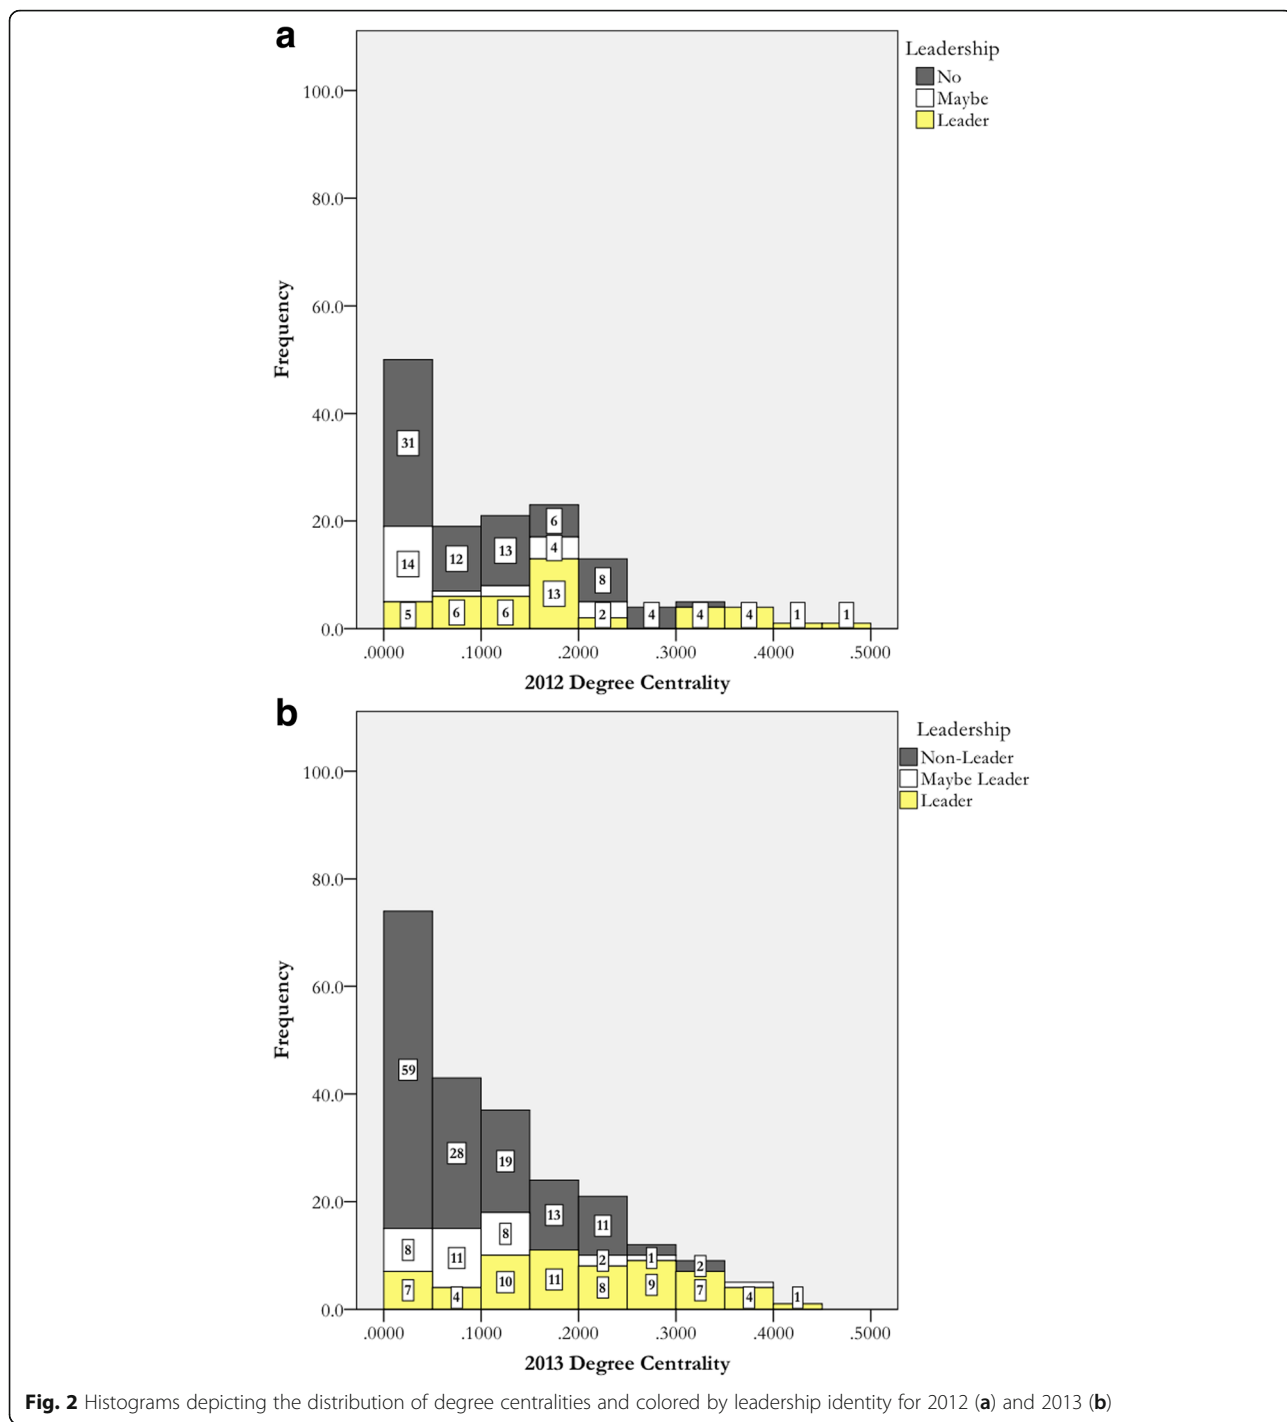 a
Leadership
No
Maybe
Leader
100.0
80.0
60.0
40.0
20.0
0.0
Frequency
31
14
5
12
6
13
6
6
4
13
8
2
4
4
4
1
1
.0000 .1000 .2000 .3000 .4000 .5000
2012 Degree Centrality
b
Leadership
Non-Leader
Maybe Leader
Leader
100.0
80.0
60.0
40.0
20.0
0.0
Frequency
59
8
7
28
11
4
19
8
10
13
11
11
2
8
1
9
2
7
4
1
.0000 .1000 .2000 .3000 .4000 .5000
2013 Degree Centrality
Fig. 2 Histograms depicting the distribution of degree centralities and colored by leadership identity for 2012 (a) and 2013 (b)